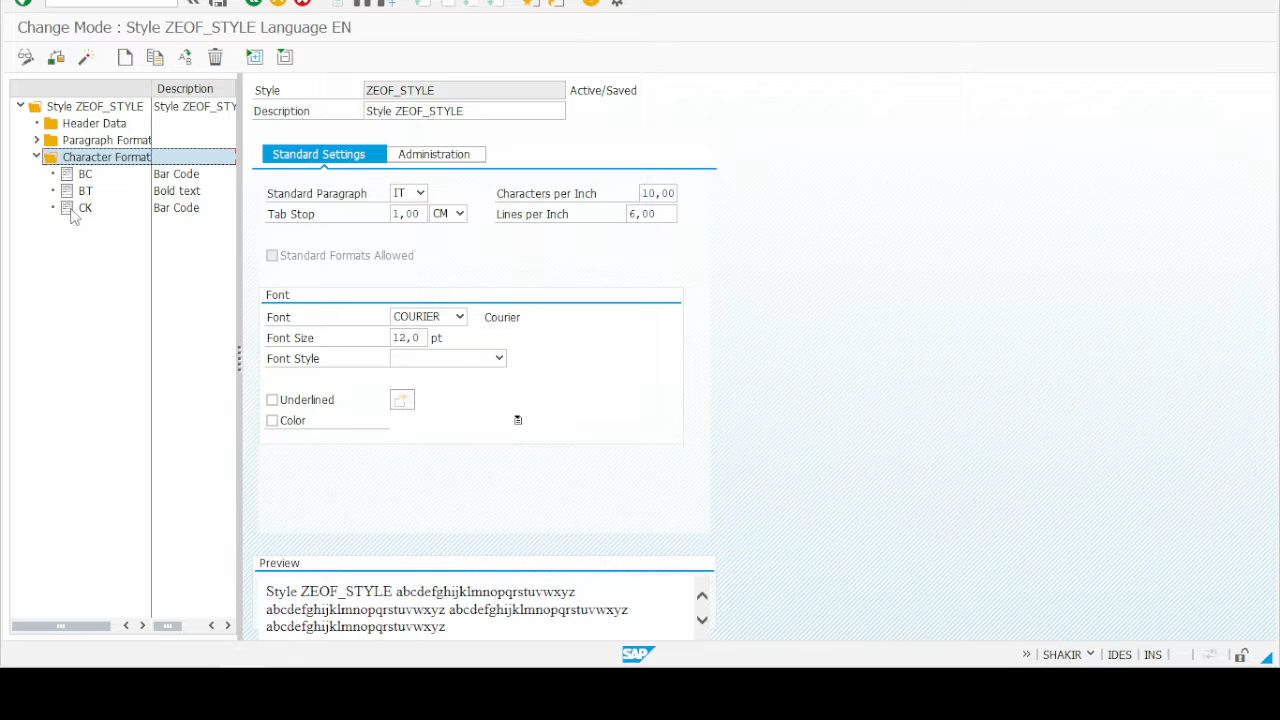 Change Mode : Style ZEOF_STYLE Language EN
Description
Style ZEOF_STYLE Style ZEOF_STY
Header Data
Paragraph Format
Character Format
BC Bar Code
BT Bold text
CK Bar Code
Style ZEOF_STYLE Active/Saved
Description Style ZEOF_STYLE
Standard Settings Administration
Standard Paragraph IT Characters per Inch 10,00
Tab Stop 1,00 CM Lines per Inch 6,00
Standard Formats Allowed
Font
Font COURIER Courier
Font Size 12,0 pt
Font Style
Underlined
Color
Preview
Style ZEOF_STYLE abcdefghijklmnopqrstuvwxyz
abcdefghijklmnopqrstuvwxyz abcdefghijklmnopqrstuvwxyz
abcdefghijklmnopqrstuvwxyz
SAP
SHAKIR IDES INS